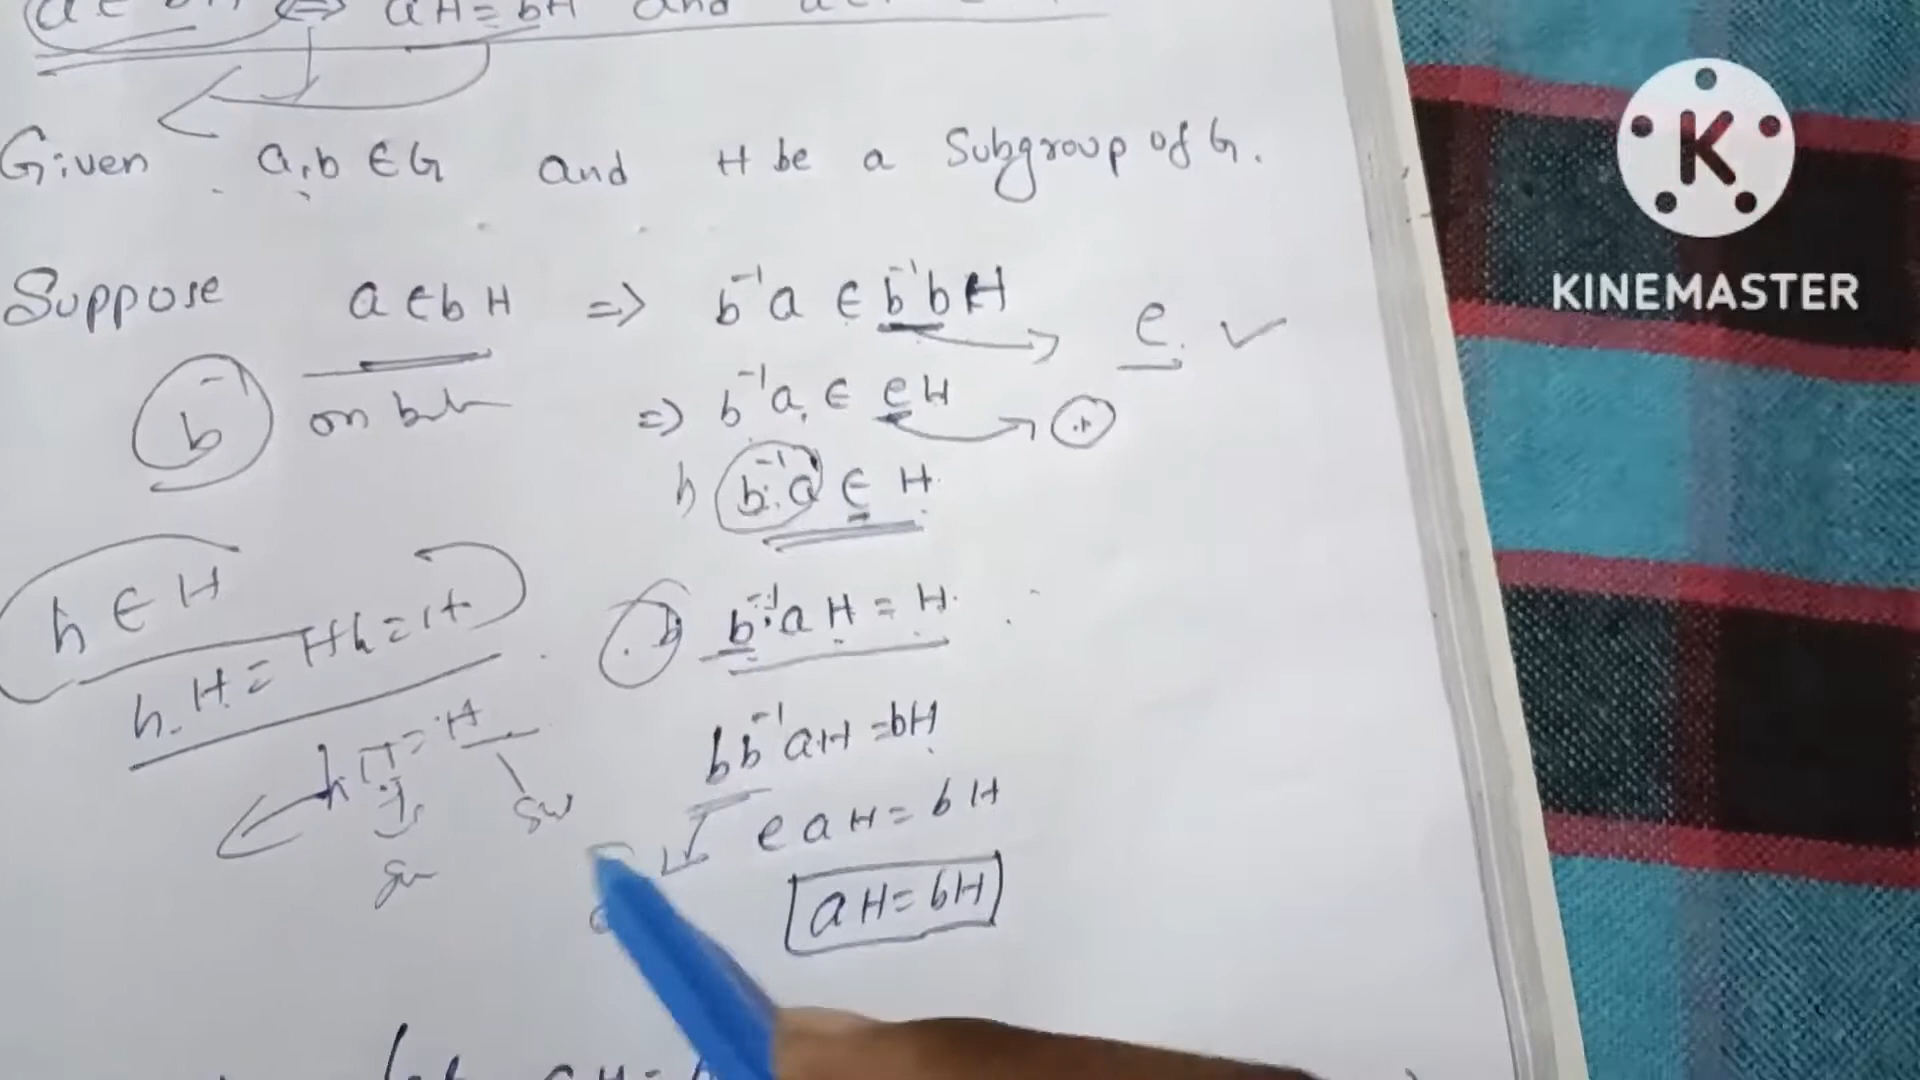 aH = bH and
Given a, b ∈ G and H be a Subgroup of G.
Suppose a ∈ bH => b⁻¹a ∈ b⁻¹bH
e. ✓
b⁻¹ on
=> b⁻¹a ∈ eH
b⁻¹a ∈ H
h ∈ H
h.H = Hh = H
hH = H
b b⁻¹aH = H
bb⁻¹aH = bH
eaH = bH
aH = bH
KINEMASTER